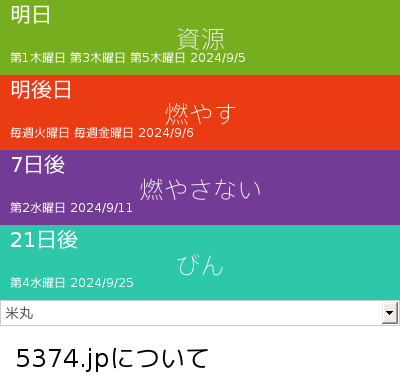 明日
資源
第1木曜日 第3木曜日 第5木曜日 2024/9/5
明後日
燃やす
毎週火曜日 毎週金曜日 2024/9/6
7日後
燃やさない
第2水曜日 2024/9/11
21日後
びん
第4水曜日 2024/9/25
米丸
5374.jpについて